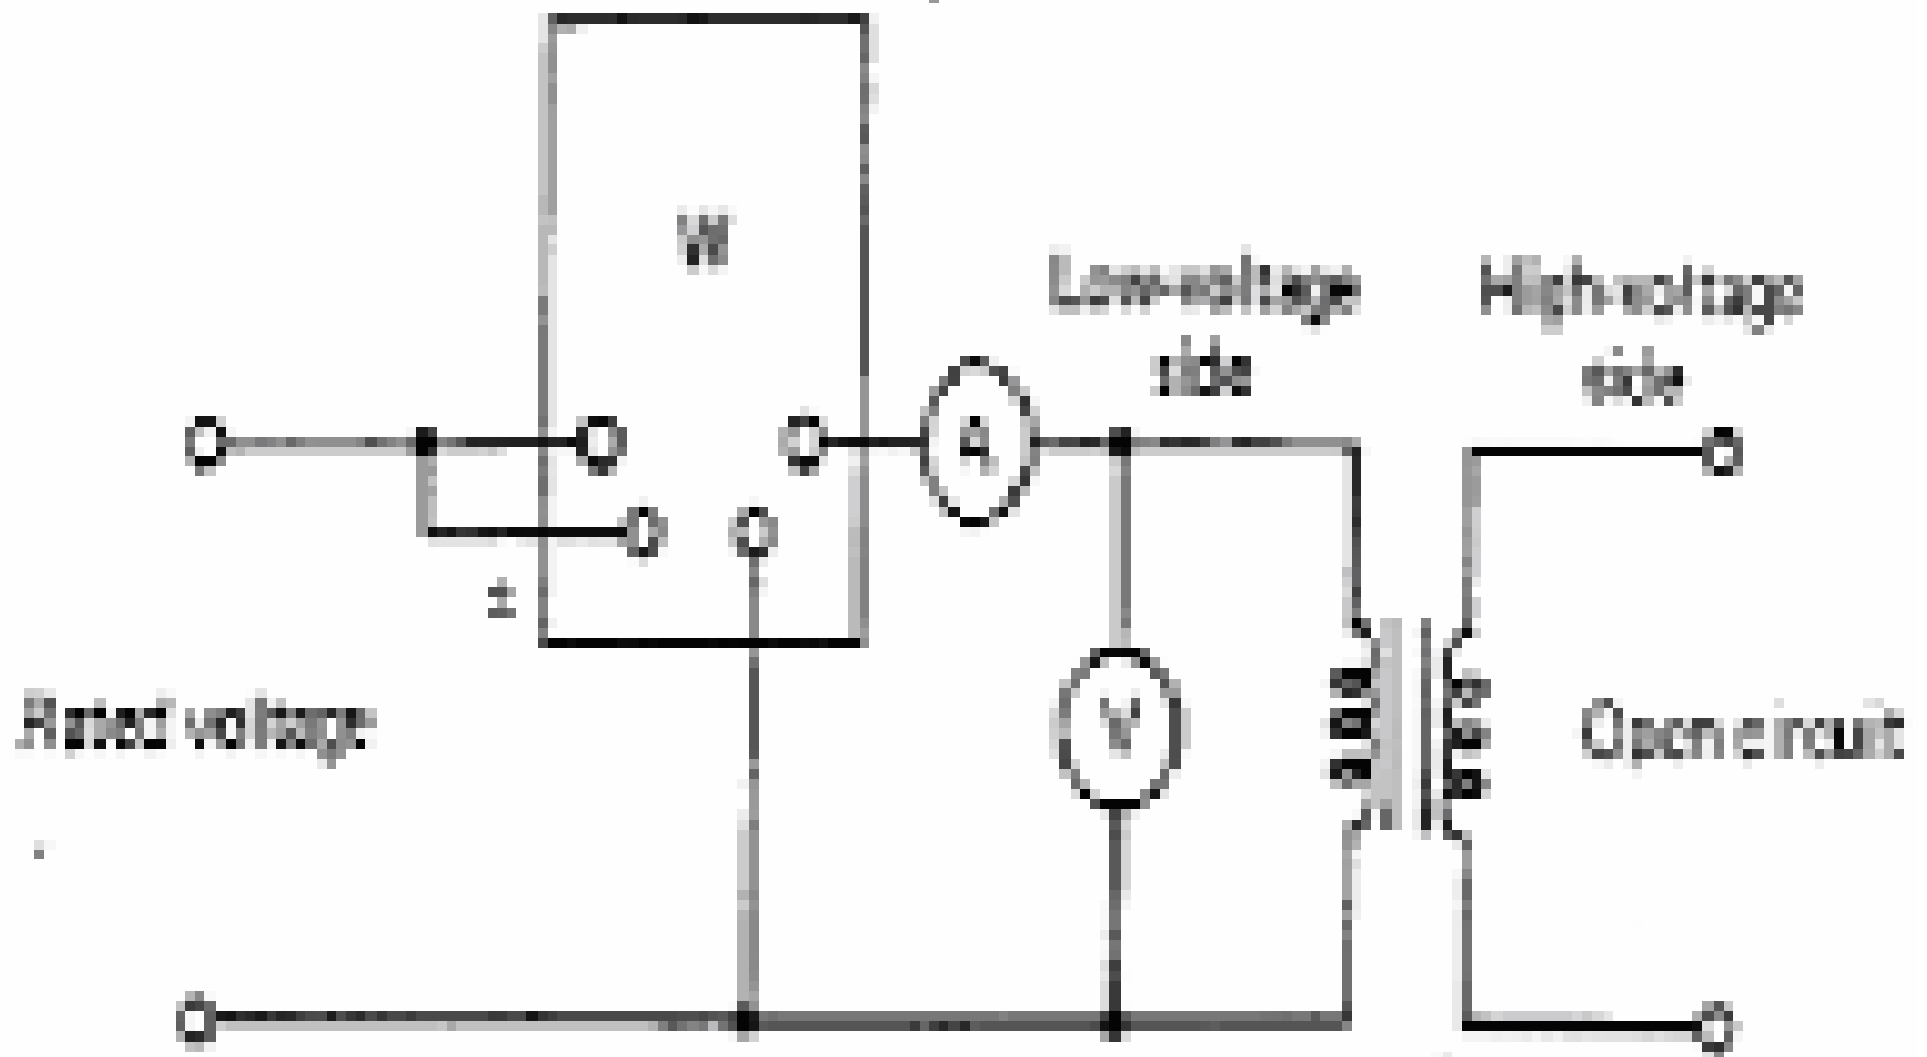 W
Low-voltage
side
High-voltage
side
A
±
V
Rated voltage
Open circuit